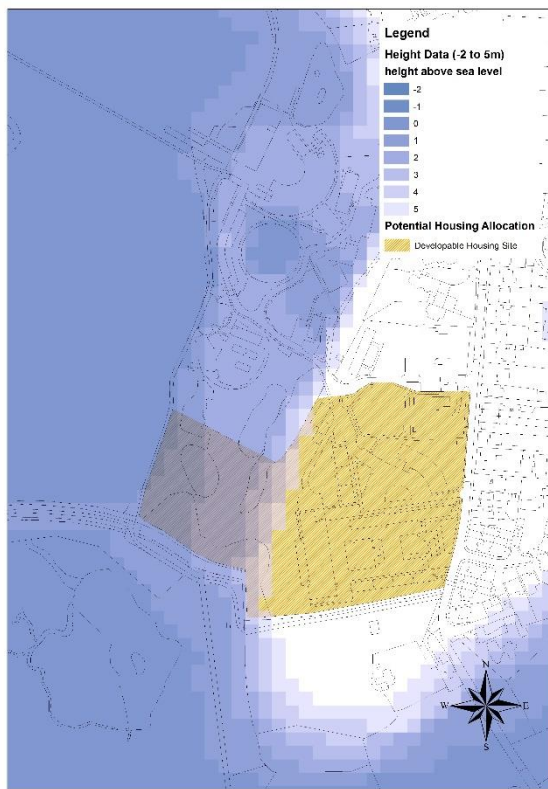 Legend
Height Data (-2 to 5m)
height above sea level
-2
-1
0
1
2
3
4
5
Potential Housing Allocation
Developable Housing Site
N
W
E
S